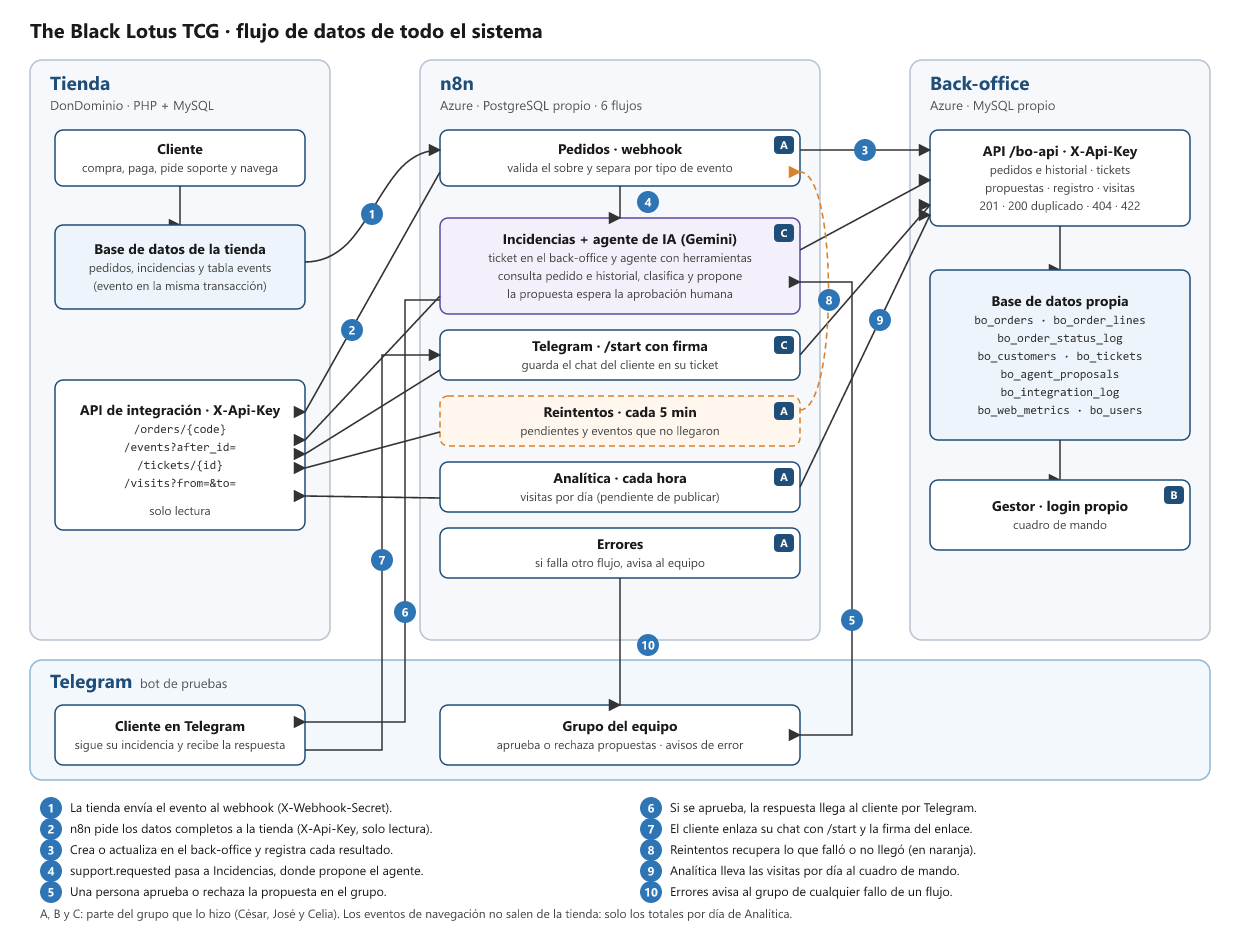 The Black Lotus TCG · flujo de datos de todo el sistema
Tienda
DonDominio · PHP + MySQL
Cliente
compra, paga, pide soporte y navega
Base de datos de la tienda
pedidos, incidencias y tabla events
(evento en la misma transacción)
API de integración · X-Api-Key
/orders/{code}
/events?after_id=
/tickets/{id}
/visits?from=&to=
solo lectura
1
2
7
6
n8n
Azure · PostgreSQL propio · 6 flujos
Pedidos · webhook
A
valida el sobre y separa por tipo de evento
4
Incidencias + agente de IA (Gemini)
C
ticket en el back-office y agente con herramientas
consulta pedido e historial, clasifica y propone
la propuesta espera la aprobación humana
Telegram · /start con firma
C
guarda el chat del cliente en su ticket
Reintentos · cada 5 min
A
pendientes y eventos que no llegaron
Analítica · cada hora
A
visitas por día (pendiente de publicar)
Errores
A
si falla otro flujo, avisa al equipo
10
3
8
9
5
Back-office
Azure · MySQL propio
API /bo-api · X-Api-Key
pedidos e historial · tickets
propuestas · registro · visitas
201 · 200 duplicado · 404 · 422
Base de datos propia
bo_orders · bo_order_lines
bo_order_status_log
bo_customers · bo_tickets
bo_agent_proposals
bo_integration_log
bo_web_metrics · bo_users
Gestor · login propio
B
cuadro de mando
Telegram bot de pruebas
Cliente en Telegram
sigue su incidencia y recibe la respuesta
Grupo del equipo
aprueba o rechaza propuestas · avisos de error
1 La tienda envía el evento al webhook (X-Webhook-Secret).
2 n8n pide los datos completos a la tienda (X-Api-Key, solo lectura).
3 Crea o actualiza en el back-office y registra cada resultado.
4 support.requested pasa a Incidencias, donde propone el agente.
5 Una persona aprueba o rechaza la propuesta en el grupo.
6 Si se aprueba, la respuesta llega al cliente por Telegram.
7 El cliente enlaza su chat con /start y la firma del enlace.
8 Reintentos recupera lo que falló o no llegó (en naranja).
9 Analítica lleva las visitas por día al cuadro de mando.
10 Errores avisa al grupo de cualquier fallo de un flujo.
A, B y C: parte del grupo que lo hizo (César, José y Celia). Los eventos de navegación no salen de la tienda: solo los totales por día de Analítica.